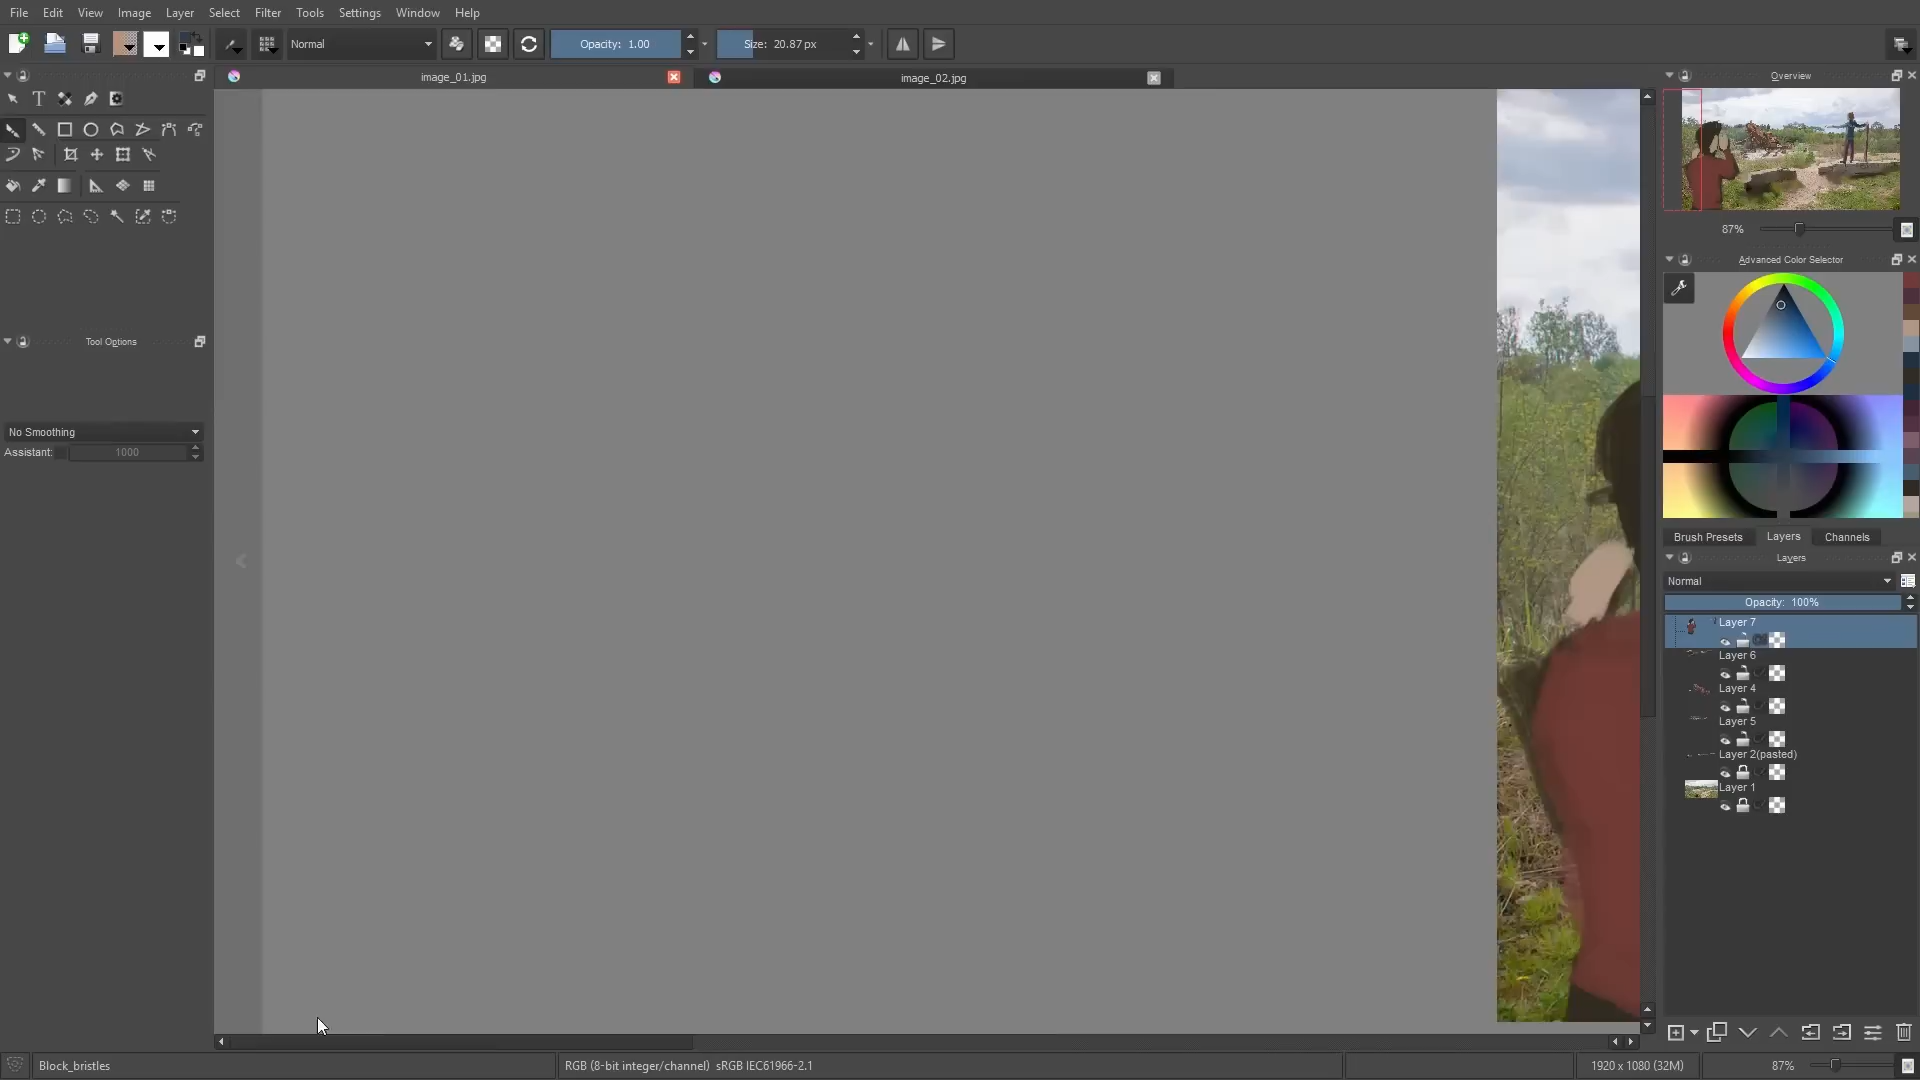 File Edit View Image Layer Select Filter Tools Settings Window Help
Normal
Opacity: 1.00
Size: 20.87 px
image_01.jpg
image_02.jpg
Overview
87%
Advanced Color Selector
Tool Options
No Smoothing
Assistant: 1000
Brush Presets Layers Channels
Layers
Normal
Opacity: 100%
Layer 7
Layer 6
Layer 4
Layer 5
Layer 2(pasted)
Layer 1
Block_bristles
RGB (8-bit integer/channel) sRGB IEC61966-2.1
1920 x 1080 (32M)
87%